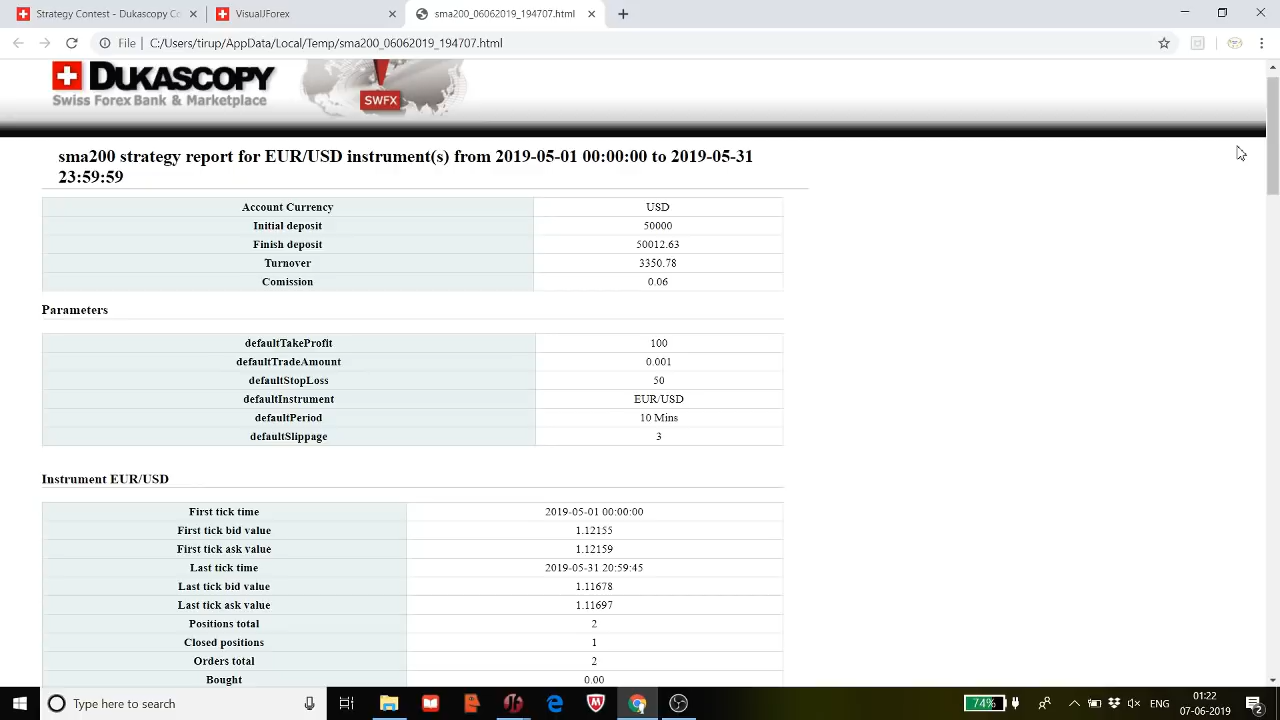 Strategy Contest - Dukascopy Co
VisualJForex
sma200_06062019_194707.html
File
C:/Users/tirup/AppData/Local/Temp/sma200_06062019_194707.html
DUKASCOPY
Swiss Forex Bank & Marketplace
SWFX
sma200 strategy report for EUR/USD instrument(s) from 2019-05-01 00:00:00 to 2019-05-31
23:59:59
Account Currency USD
Initial deposit 50000
Finish deposit 50012.63
Turnover 3350.78
Comission 0.06
Parameters
defaultTakeProfit 100
defaultTradeAmount 0.001
defaultStopLoss 50
defaultInstrument EUR/USD
defaultPeriod 10 Mins
defaultSlippage 3
Instrument EUR/USD
First tick time 2019-05-01 00:00:00
First tick bid value 1.12155
First tick ask value 1.12159
Last tick time 2019-05-31 20:59:45
Last tick bid value 1.11678
Last tick ask value 1.11697
Positions total 2
Closed positions 1
Orders total 2
Bought 0.00
Type here to search
74%
ENG
01:22
07-06-2019
2